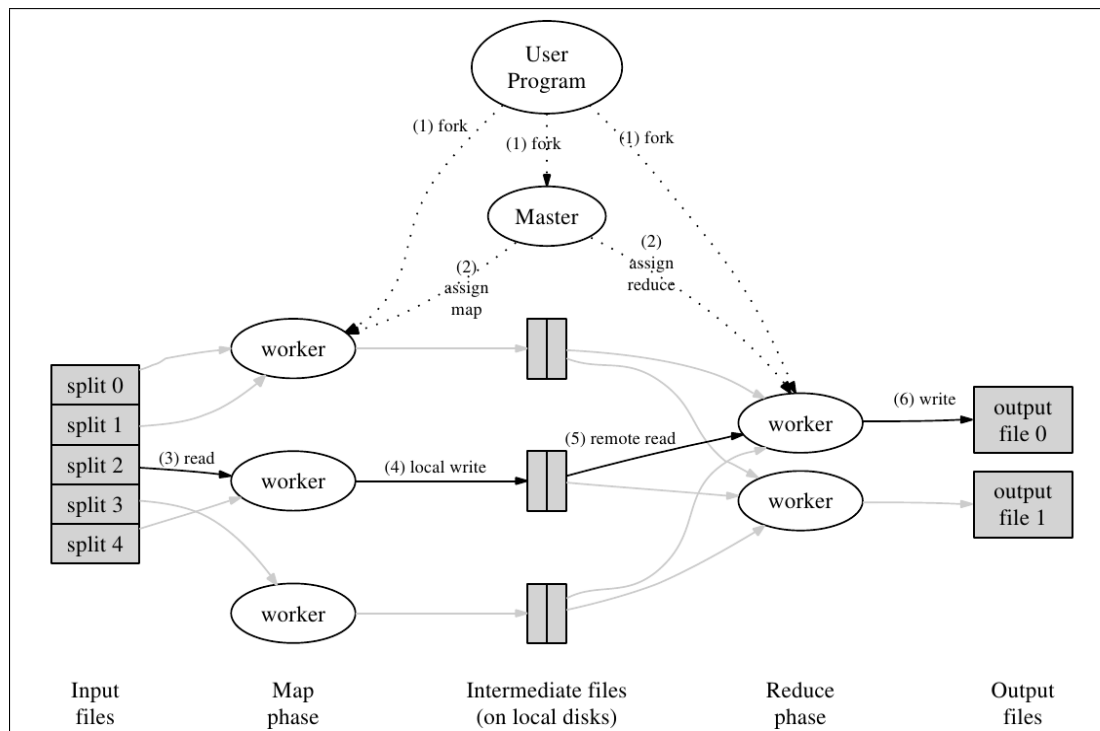 User
Program
(1) fork
(1) fork
(1) fork
Master
(2)
assign
map
(2)
assign
reduce
worker
split 0
split 1
split 2
split 3
split 4
(3) read
worker
(4) local write
(5) remote read
worker
(6) write
output
file 0
worker
output
file 1
worker
Input
files
Map
phase
Intermediate files
(on local disks)
Reduce
phase
Output
files